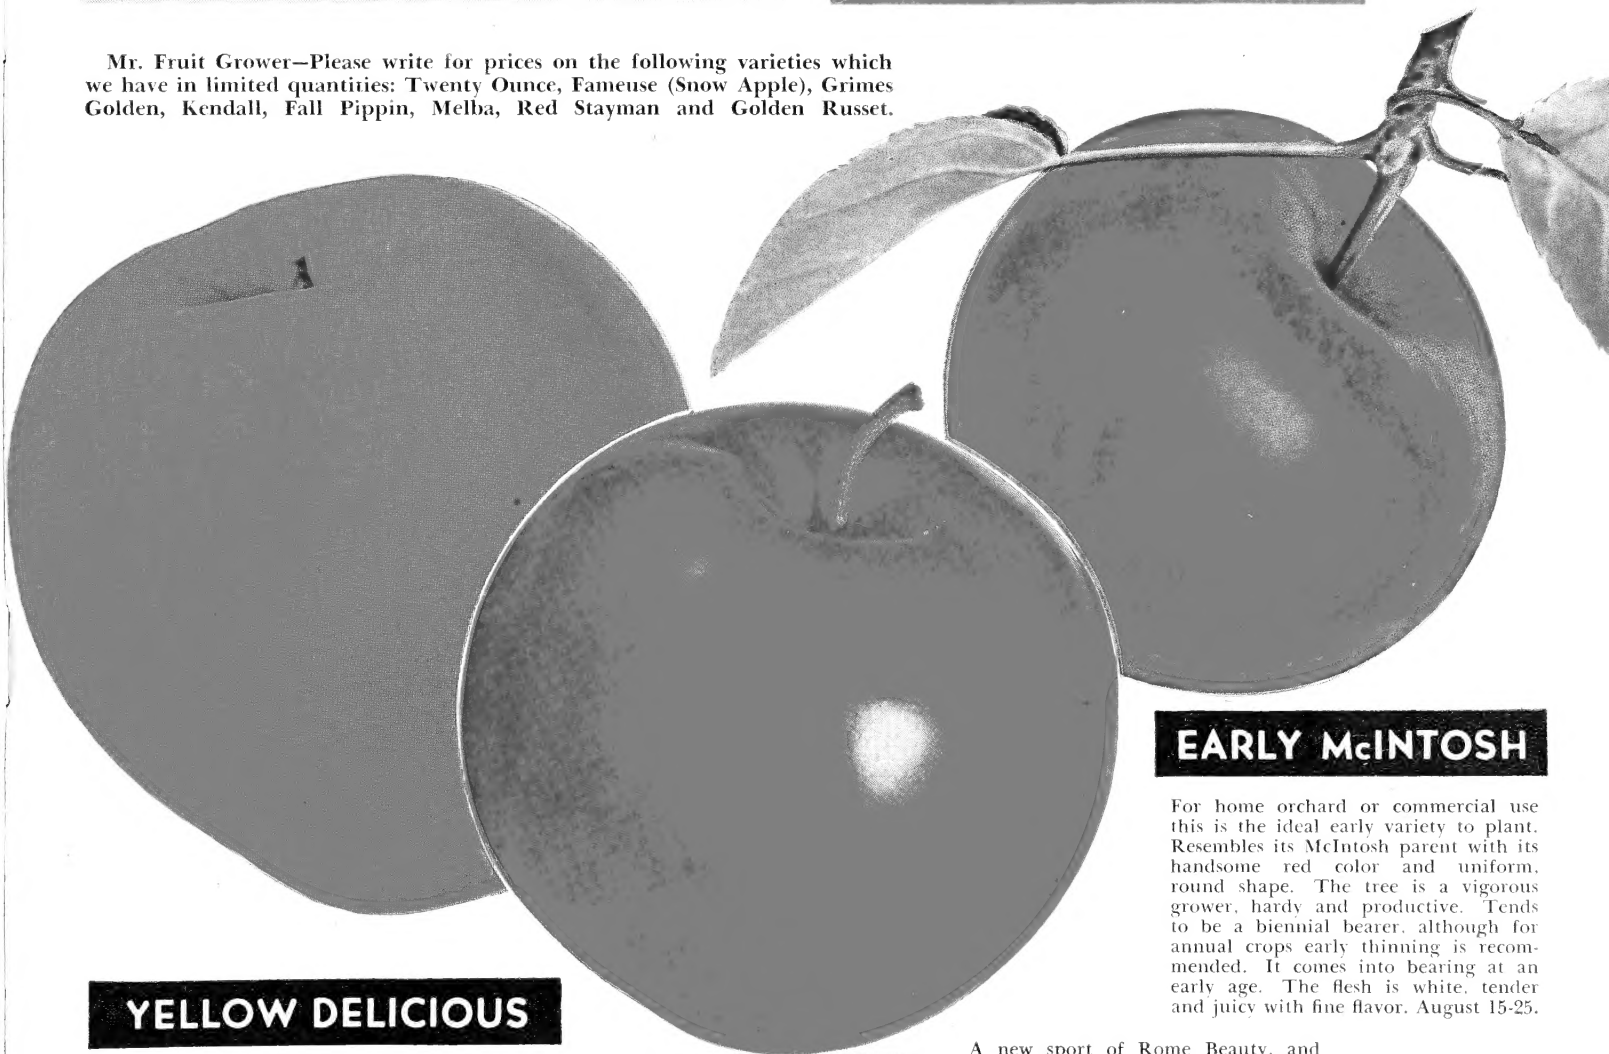 Mr. Fruit Grower—Please write for prices on the following varieties which
we have in limited quantities: Twenty Ounce, Fameuse (Snow Apple), Grimes
Golden, Kendall, Fall Pippin, Melba, Red Stayman and Golden Russet.
EARLY McINTOSH
For home orchard or commercial use
this is the ideal early variety to plant.
Resembles its McIntosh parent with its
handsome red color and uniform,
round shape. The tree is a vigorous
grower, hardy and productive. Tends
to be a biennial bearer, although for
annual crops early thinning is recom-
mended. It comes into bearing at an
early age. The flesh is white, tender
and juicy with fine flavor. August 15-25.
YELLOW DELICIOUS
A new sport of Rome Beauty, and